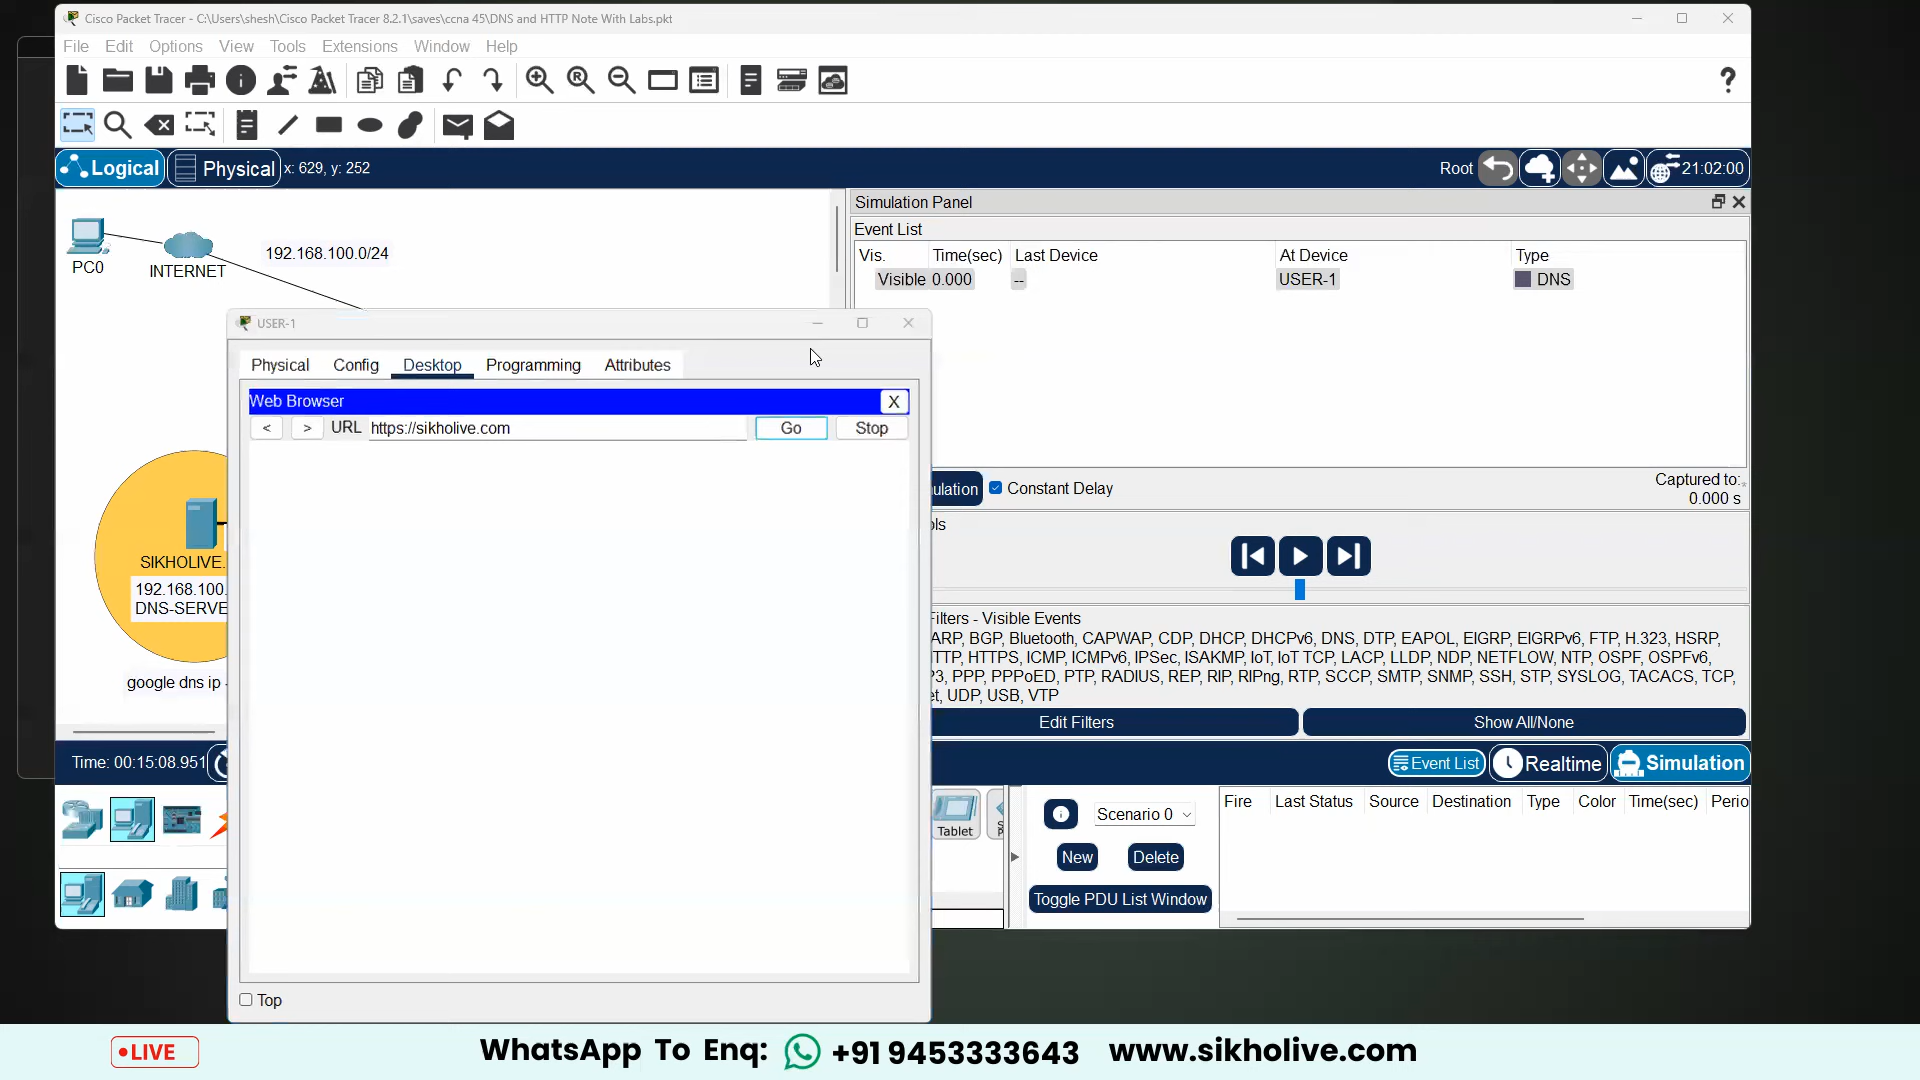 Cisco Packet Tracer - C:\Users\shesh\Cisco Packet Tracer 8.2.1\saves\ccna 45\DNS and HTTP Note With Labs.pkt
File Edit Options View Tools Extensions Window Help
Logical Physical x: 629, y: 252
Root 21:02:00
PC0
INTERNET
192.168.100.0/24
Simulation Panel
Event List
Vis. Time(sec) Last Device At Device Type
Visible 0.000 -- USER-1 DNS
USER-1
Physical Config Desktop Programming Attributes
Web Browser X
< > URL https://sikholive.com Go Stop
SIKHOLIVE.
192.168.100.
DNS-SERVE
google dns ip -
ulation Constant Delay
Captured to:
0.000 s
ols
Filters - Visible Events
ARP, BGP, Bluetooth, CAPWAP, CDP, DHCP, DHCPv6, DNS, DTP, EAPOL, EIGRP, EIGRPv6, FTP, H.323, HSRP,
TTP, HTTPS, ICMP, ICMPv6, IPSec, ISAKMP, IoT, IoT TCP, LACP, LLDP, NDP, NETFLOW, NTP, OSPF, OSPFv6,
P3, PPP, PPPoED, PTP, RADIUS, REP, RIP, RIPng, RTP, SCCP, SMTP, SNMP, SSH, STP, SYSLOG, TACACS, TCP,
et, UDP, USB, VTP
Edit Filters Show All/None
Time: 00:15:08.951
Event List Realtime Simulation
Tablet
Scenario 0
New Delete
Toggle PDU List Window
Fire Last Status Source Destination Type Color Time(sec) Perio
Top
LIVE
WhatsApp To Enq: +91 9453333643 www.sikholive.com